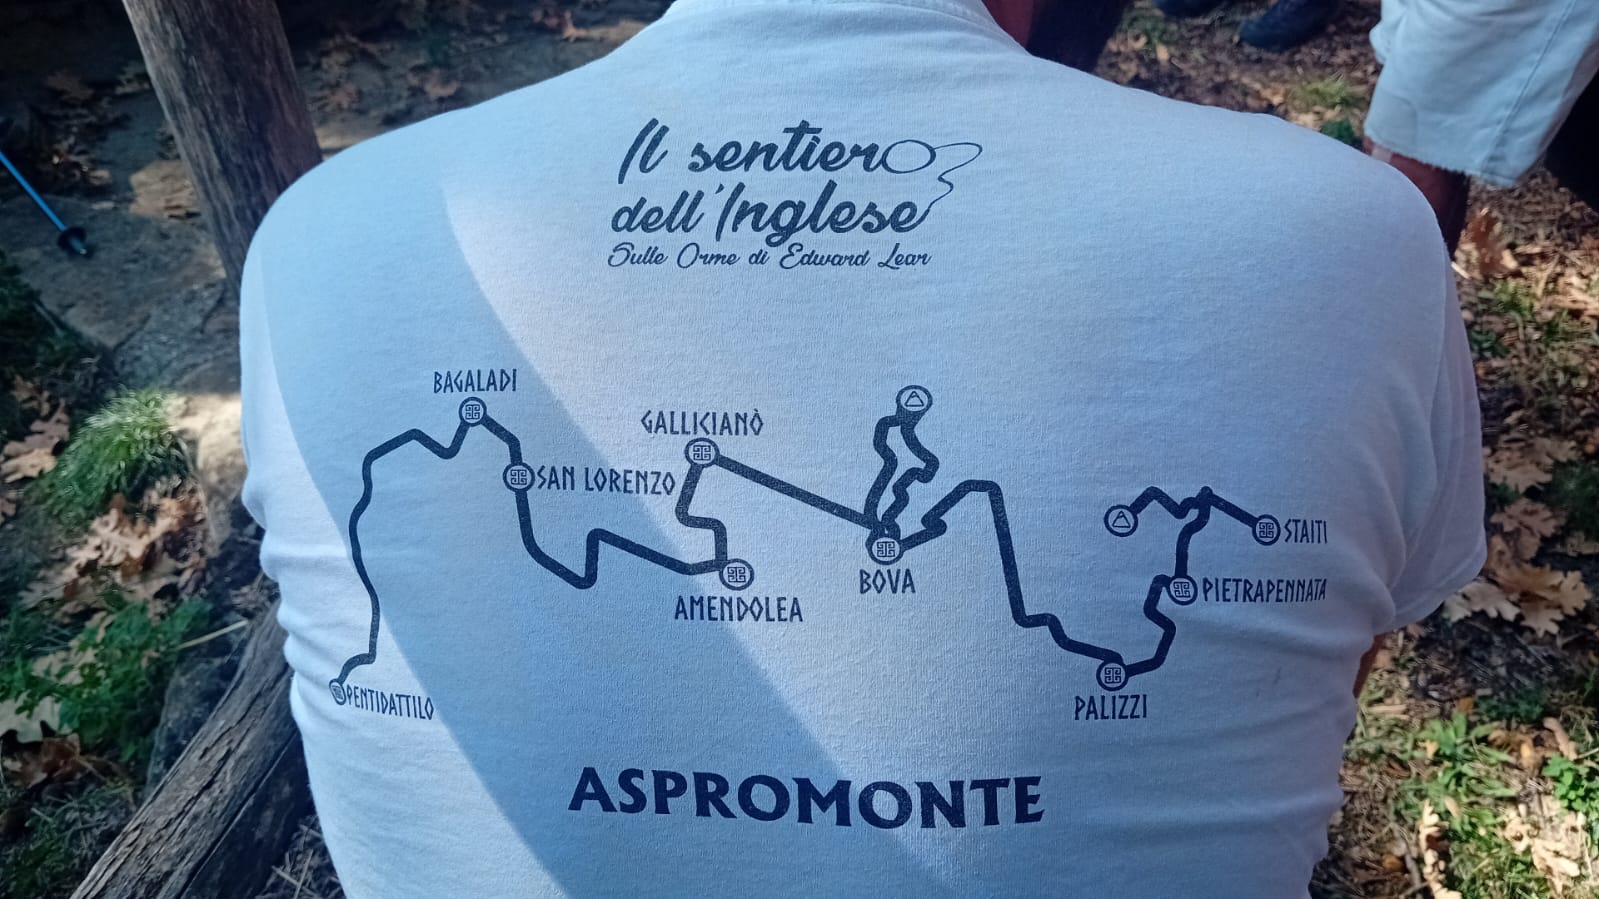 Il sentiero
dell'Inglese
Sulle Orme di Edward Lear
BAGALADI
GALLICIANÒ
SAN LORENZO
STAITI
BOVA
PIETRAPENNATA
AMENDOLEA
PENTIDATTILO
PALIZZI
ASPROMONTE